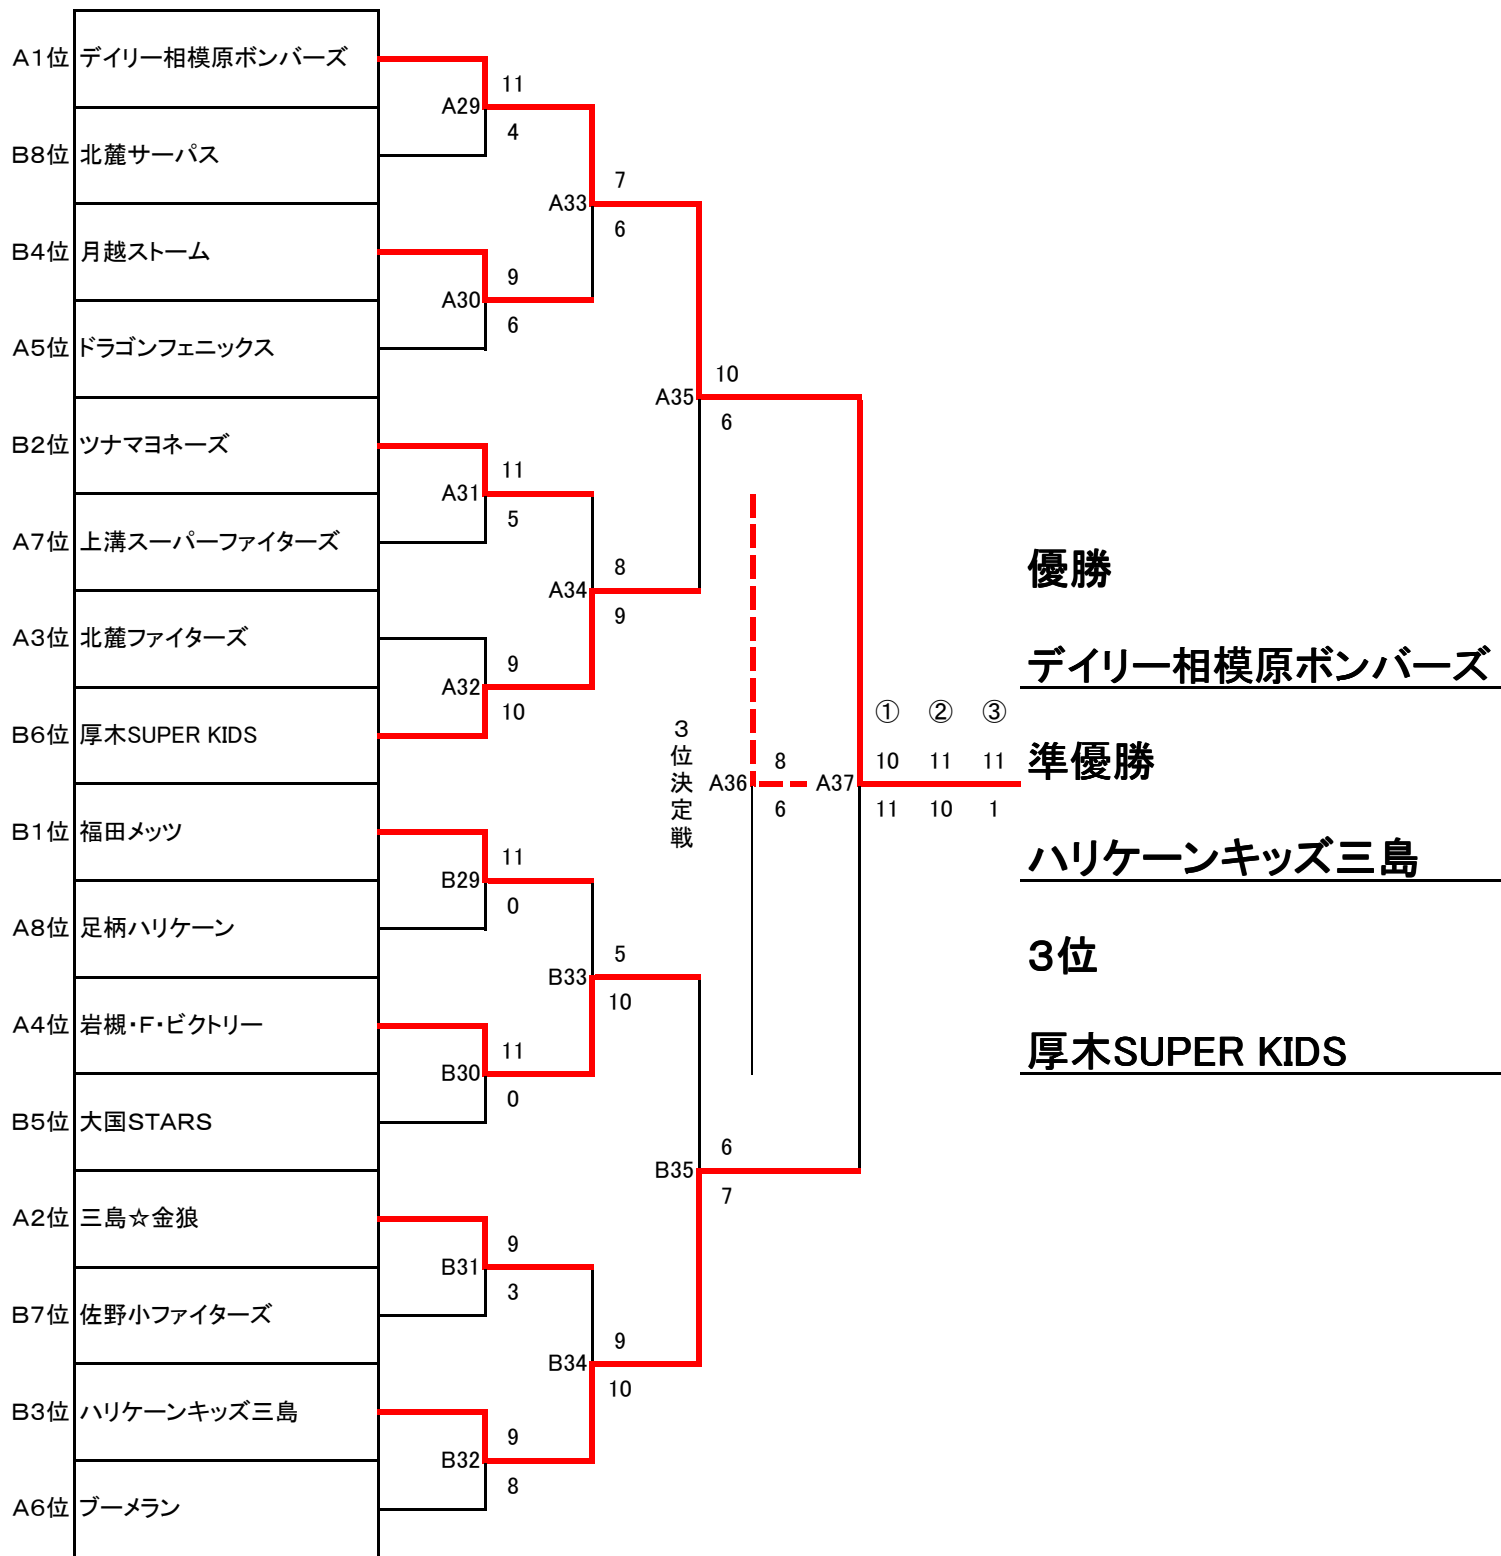 A1位 デイリー相模原ボンバーズ
11
A29
4
B8位 北麓サーパス
7
A33
6
B4位 月越ストーム
9
A30
6
A5位 ドラゴンフェニックス
10
A35
6
B2位 ツナマヨネーズ
11
A31
5
A7位 上溝スーパーファイターズ
8
A34
9
A3位 北麓ファイターズ
9
A32
10
B6位 厚木SUPER KIDS
3位決定戦
8
A36
6
A37
① ② ③
10 11 11
11 10 1
優勝
デイリー相模原ボンバーズ
準優勝
ハリケーンキッズ三島
3位
厚木SUPER KIDS
B1位 福田メッツ
11
B29
0
A8位 足柄ハリケーン
5
B33
10
A4位 岩槻・F・ビクトリー
11
B30
0
B5位 大国STARS
6
B35
7
A2位 三島☆金狼
9
B31
3
B7位 佐野小ファイターズ
9
B34
10
B3位 ハリケーンキッズ三島
9
B32
8
A6位 ブーメラン